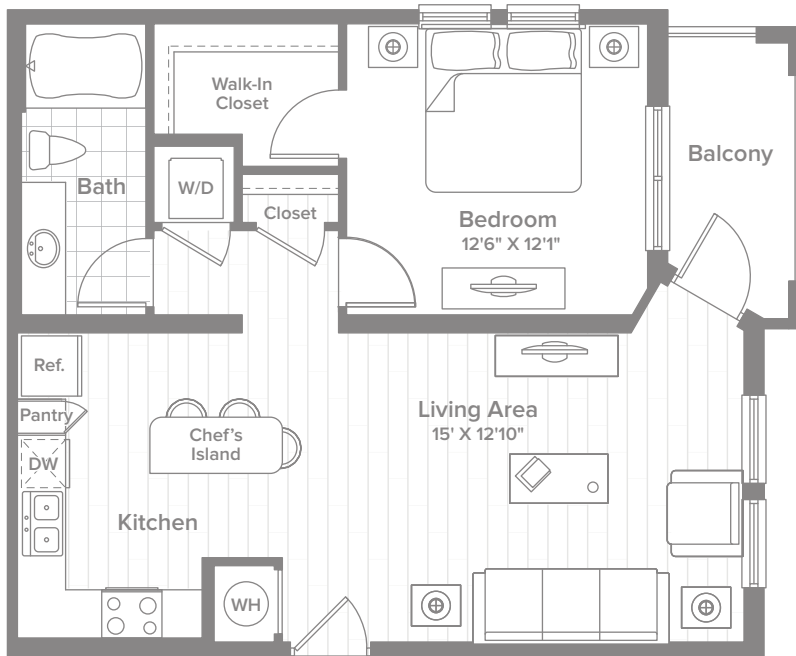 Walk-In
Closet
Bath
W/D
Closet
Bedroom
12'6" X 12'1"
Balcony
Ref.
Pantry
DW
Chef's
Island
Living Area
15' X 12'10"
Kitchen
WH